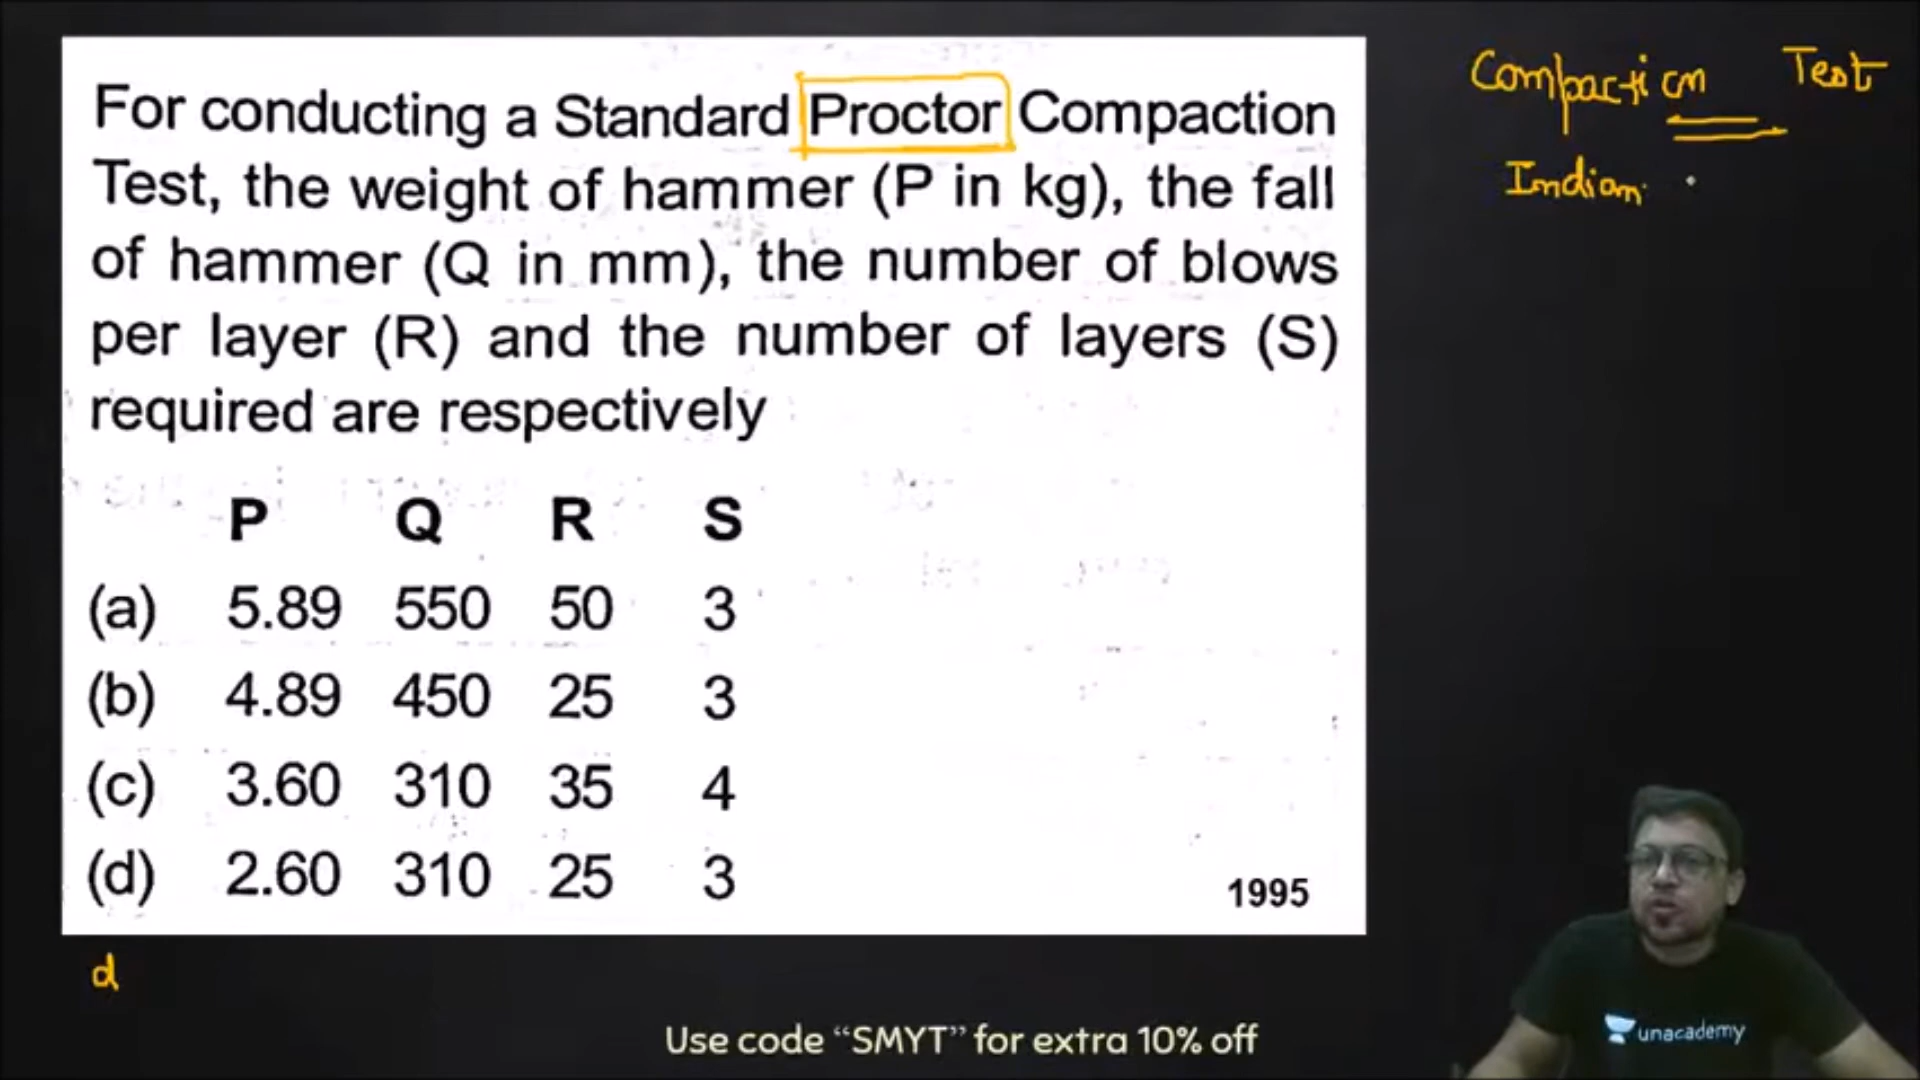 For conducting a Standard Proctor Compaction
Test, the weight of hammer (P in kg), the fall
of hammer (Q in mm), the number of blows
per layer (R) and the number of layers (S)
required are respectively
P Q R S
(a) 5.89 550 50 3
(b) 4.89 450 25 3
(c) 3.60 310 35 4
(d) 2.60 310 25 3
1995
d
Compaction Test
Indian
unacademy
Use code “SMYT” for extra 10% off